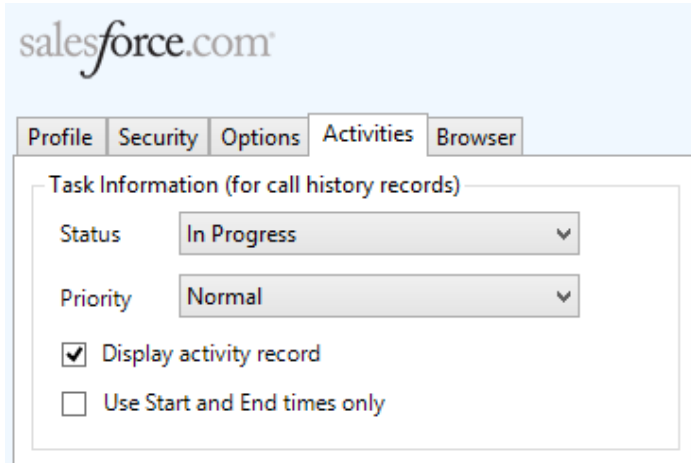 salesforce.com
Profile Security Options Activities Browser
Task Information (for call history records)
Status In Progress
Priority Normal
Display activity record
Use Start and End times only